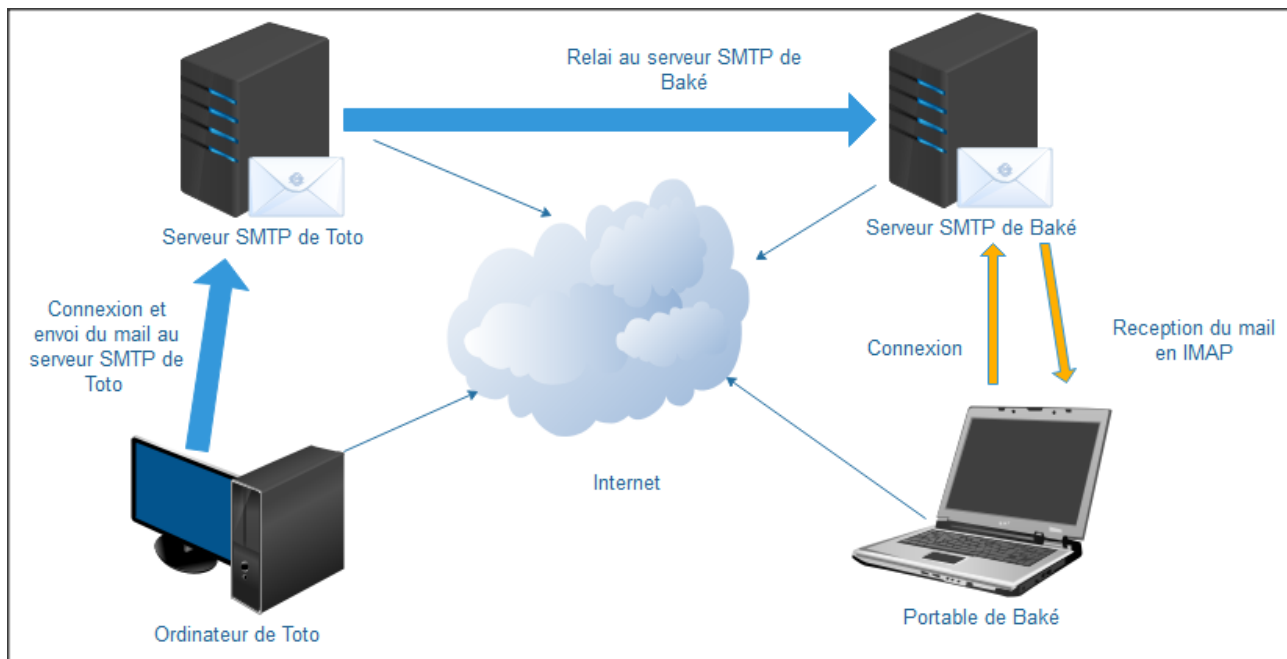 Relai au serveur SMTP de
Baké
Serveur SMTP de Toto
Serveur SMTP de Baké
Connexion et
envoi du mail au
serveur SMTP de
Toto
Connexion
Reception du mail
en IMAP
Internet
Ordinateur de Toto
Portable de Baké